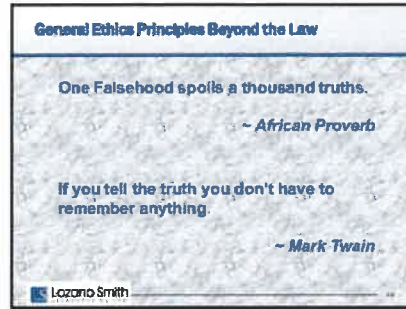 General Ethics Principles Beyond the Law
One Falsehood spoils a thousand truths.
~ African Proverb
If you tell the truth you don't have to
remember anything.
~ Mark Twain
Lozano Smith